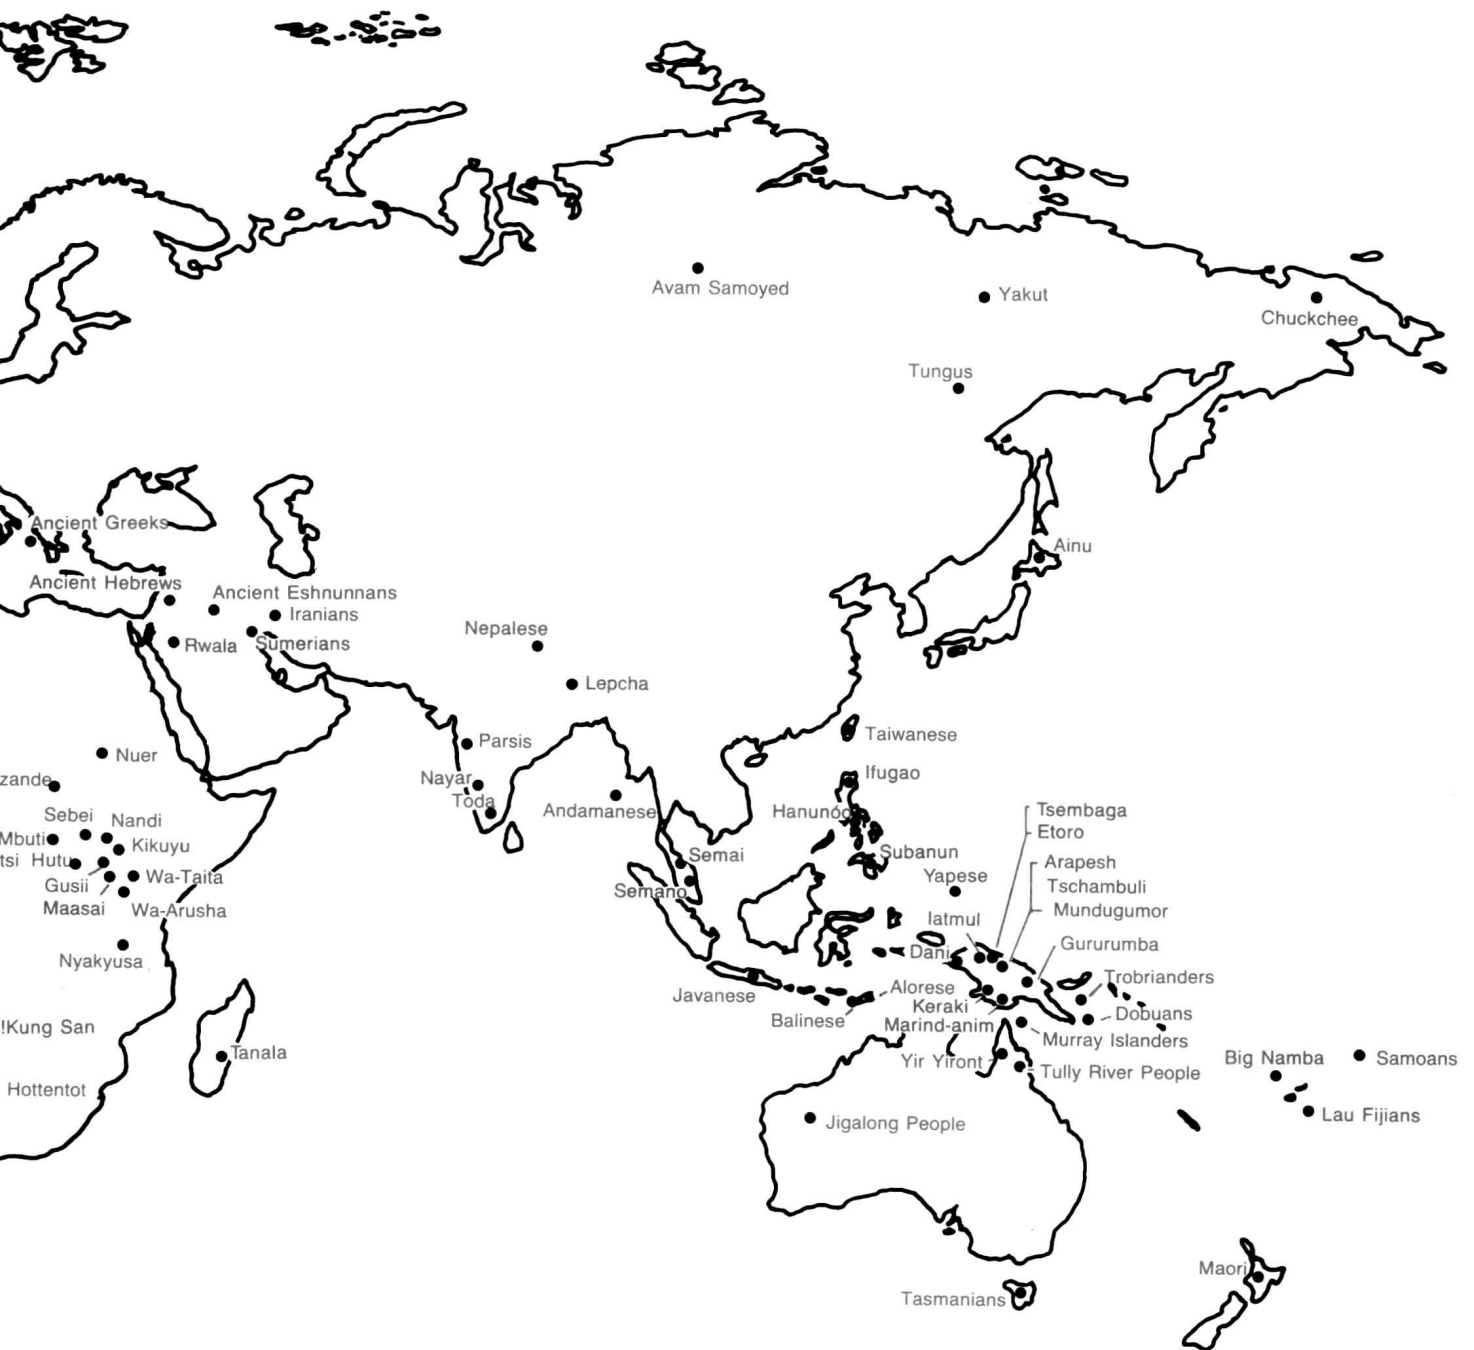 Avam Samoyed
Yakut
Chuckchee
Tungus
Ancient Greeks
Ainu
Ancient Hebrews
Ancient Eshnunnans
Iranians
Rwala
Sumerians
Nepalese
Lepcha
Taiwanese
Parsis
Nuer
Ifugao
Nayar
zande
Toda
Andamanese
Hanunóo
Tsembaga
Sebei
Nandi
Etoro
Mbuti
Kikuyu
Subanun
Semai
tsi Hutu
Arapesh
Wa-Taita
Yapese
Gusii
Tschambuli
Semang
Maasai
Wa-Arusha
Mundugumor
Iatmul
Gururumba
Dani
Nyakyusa
Trobrianders
Alorese
Javanese
Keraki
Dobuans
Balinese
Marind-anim
!Kung San
Murray Islanders
Tanala
Yir Yiront
Big Namba
Samoans
Tully River People
Hottentot
Lau Fijians
Jigalong People
Maori
Tasmanians